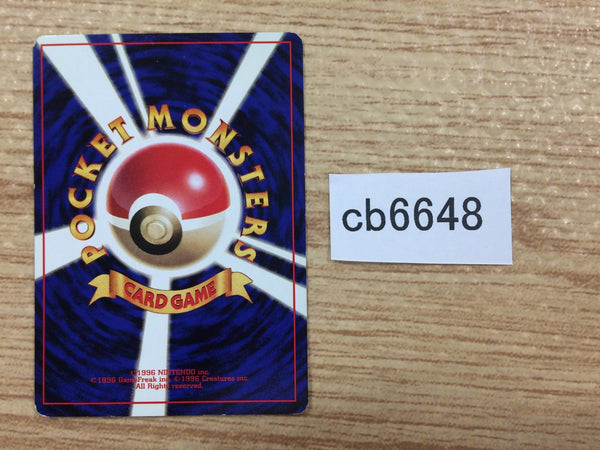 POCKET MONSTERS
CARD GAME
©1996 NINTENDO inc.
©1996 GameFreak inc. ©1996 Creatures inc.
All Rights reserved.
cb6648